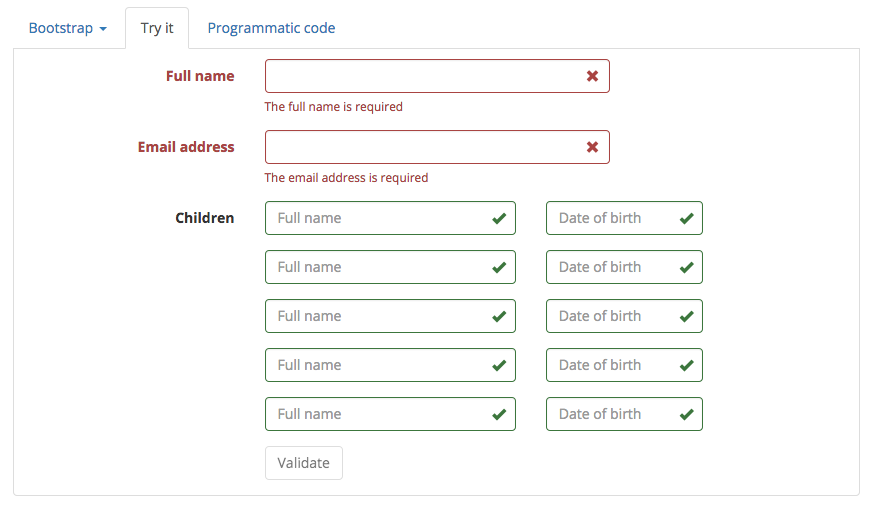 Bootstrap Try it Programmatic code
Full name
The full name is required
Email address
The email address is required
Children Full name Date of birth
Full name Date of birth
Full name Date of birth
Full name Date of birth
Full name Date of birth
Validate